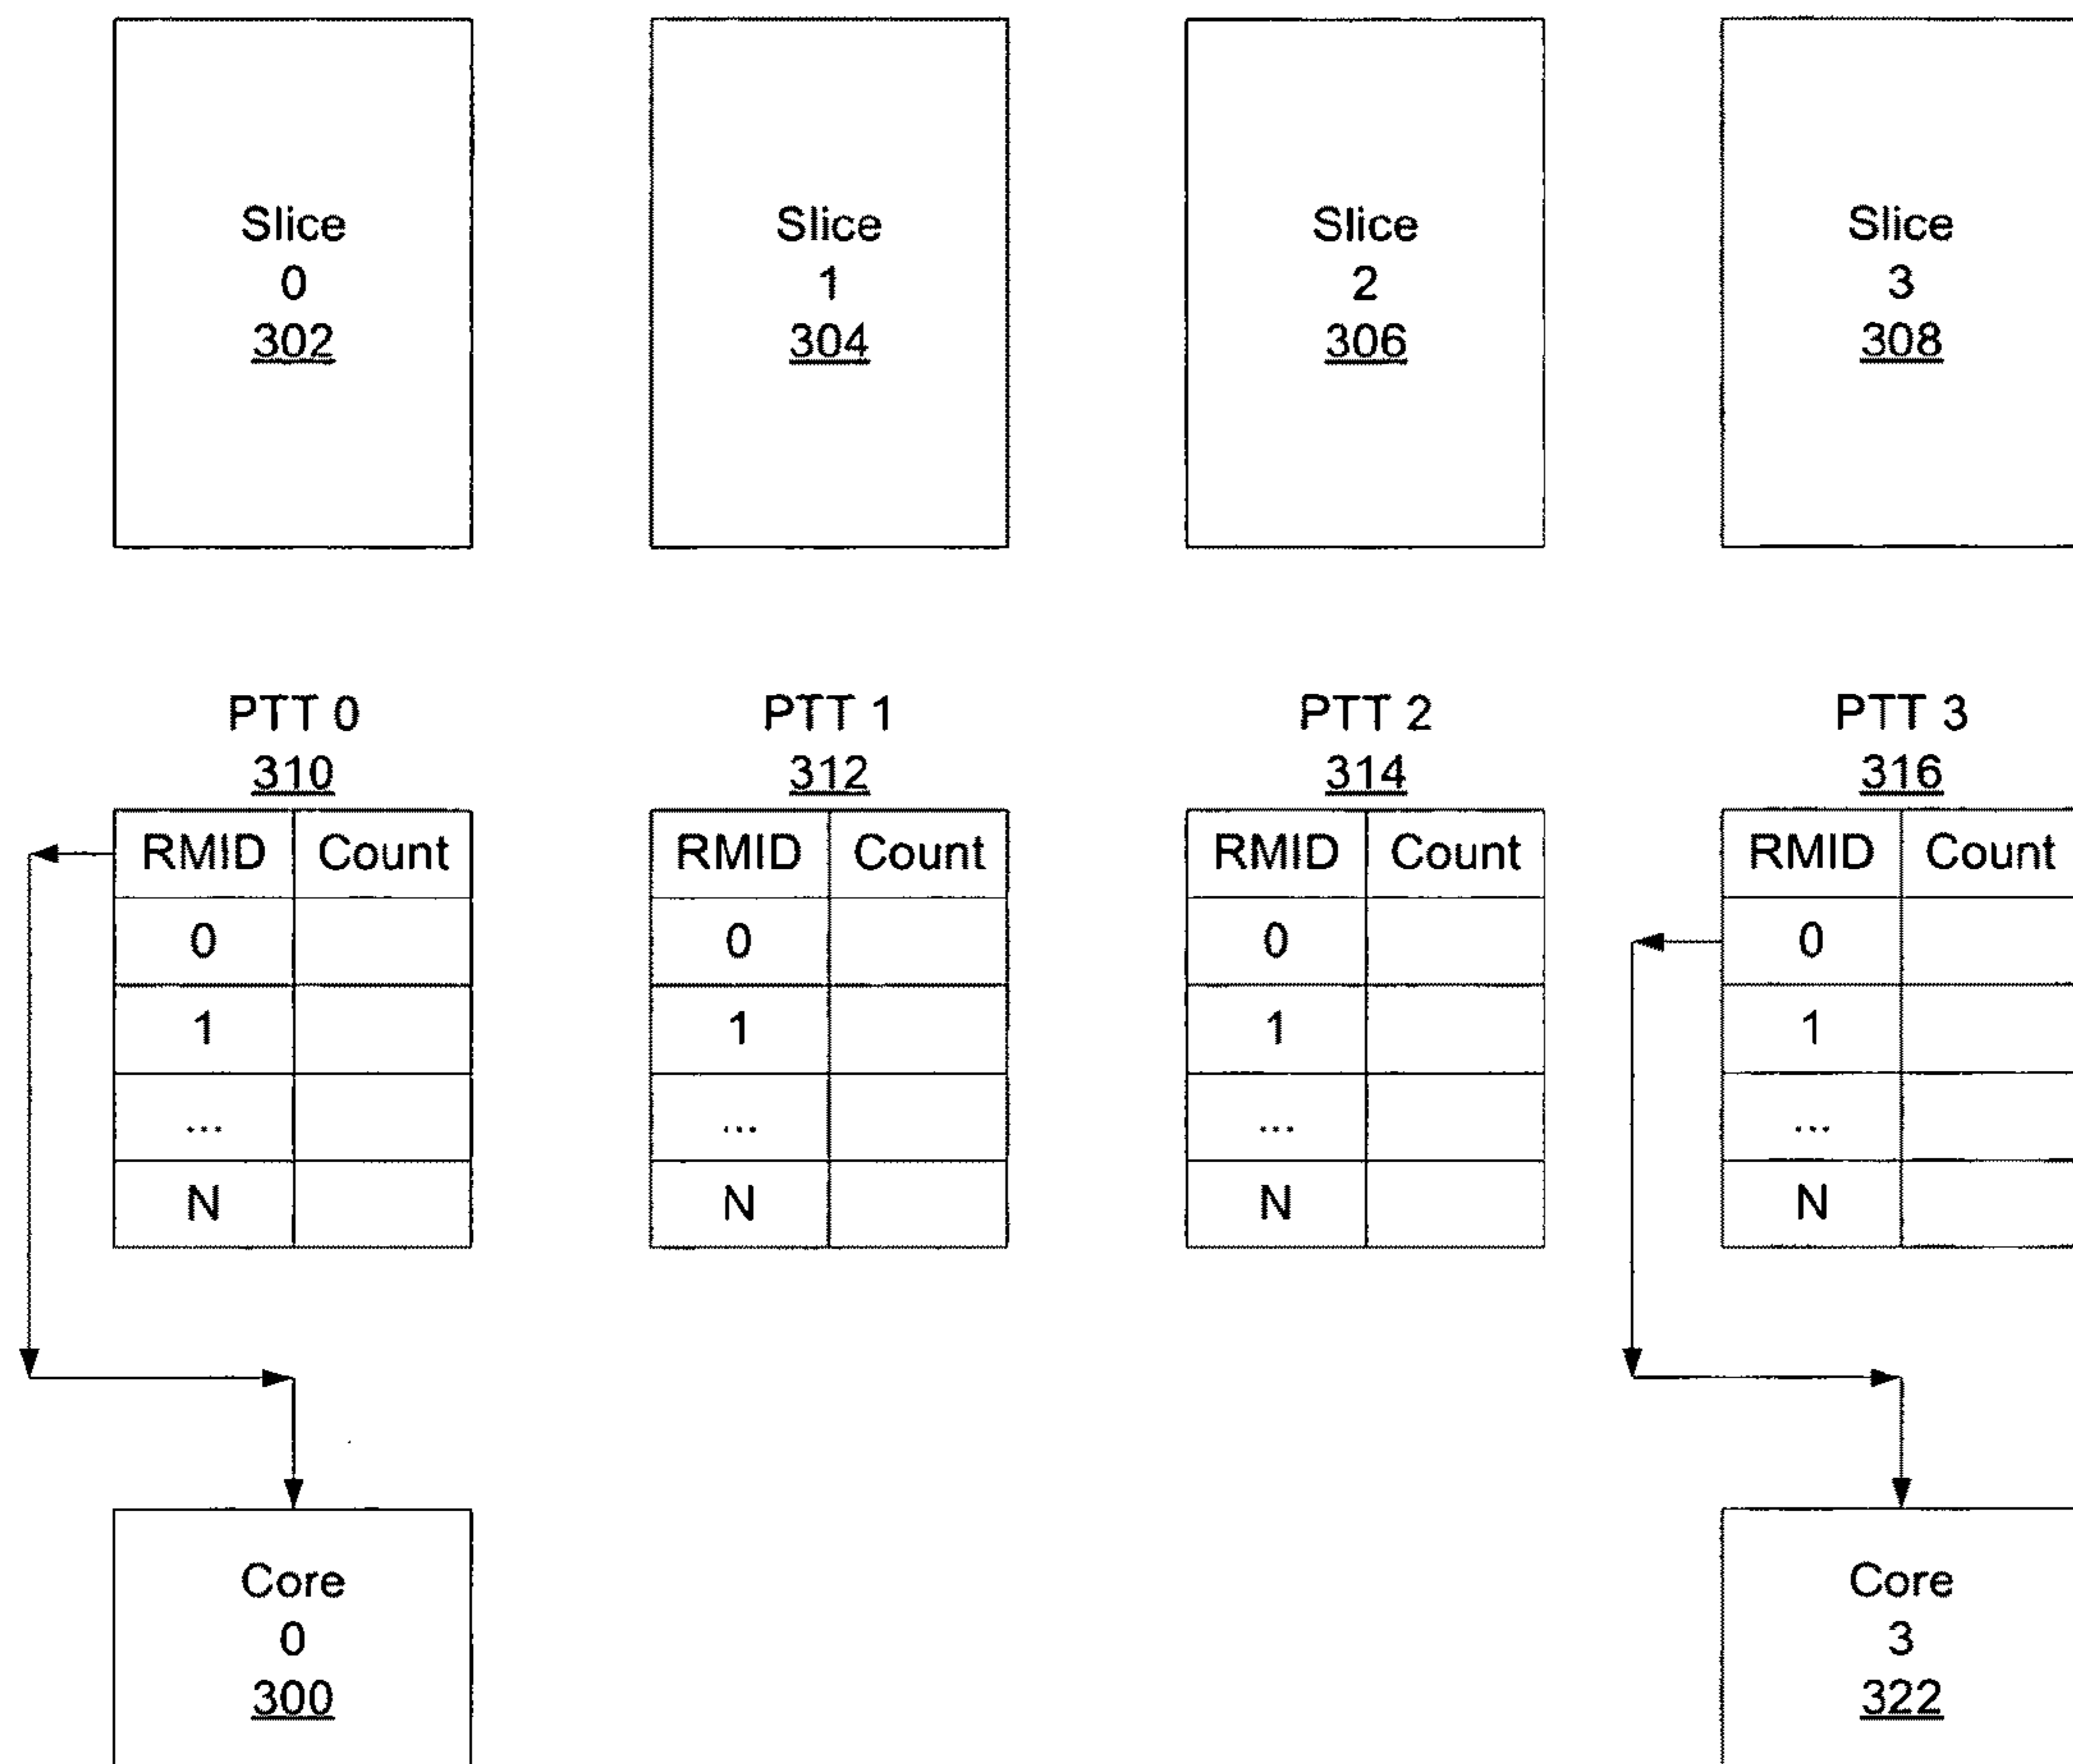 Slice Slice Slice Slice
0 1 2 3
302 304 306 308
PTT 0 PTT 1 PTT 2 PTT 3
310 312 314 316
RMID Count RMID Count RMID Count RMID Count
0 0 0 0
1 1 1 1
... ... ... ...
N N N N
Core Core
0 3
300 322